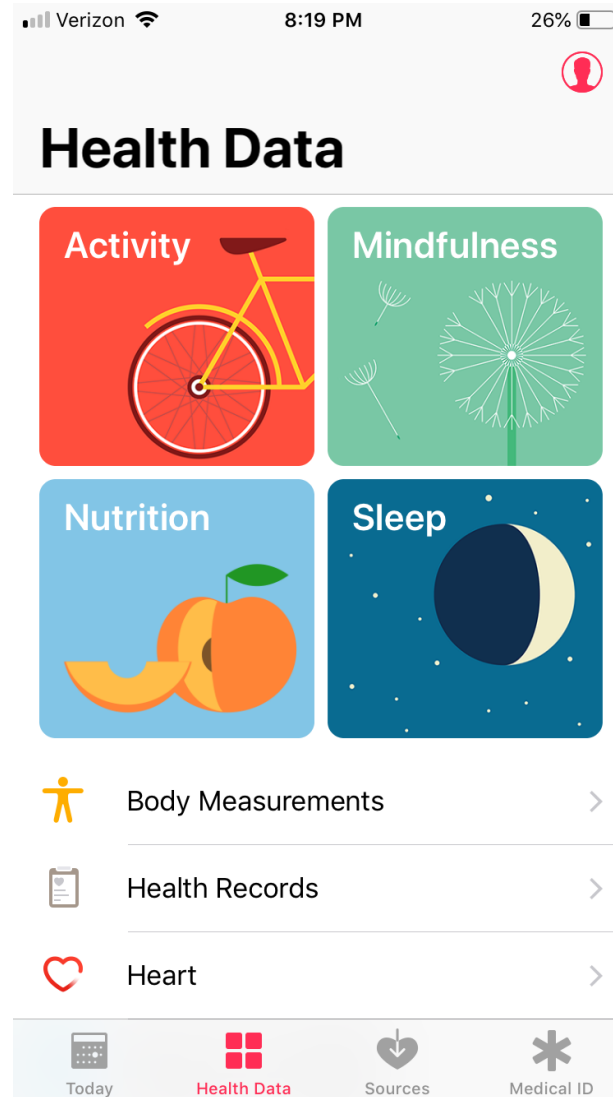 Verizon 8:19 PM 26%
Health Data
Activity Mindfulness
Nutrition Sleep
Body Measurements
Health Records
Heart
Today Health Data Sources Medical ID